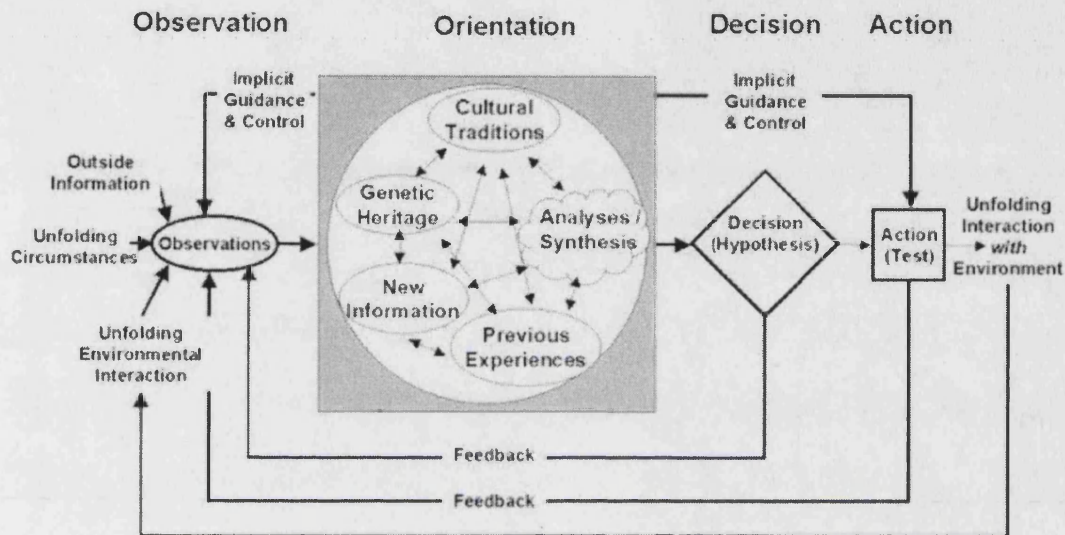 Observation
Orientation
Decision
Action
Implicit
Guidance
& Control
Outside
Information
Unfolding
Circumstances
Observations
Unfolding
Environmental
Interaction
Cultural
Traditions
Genetic
Heritage
Analyses /
Synthesis
New
Information
Previous
Experiences
Implicit
Guidance
& Control
Decision
(Hypothesis)
Action
(Test)
Unfolding
Interaction
with
Environment
Feedback
Feedback